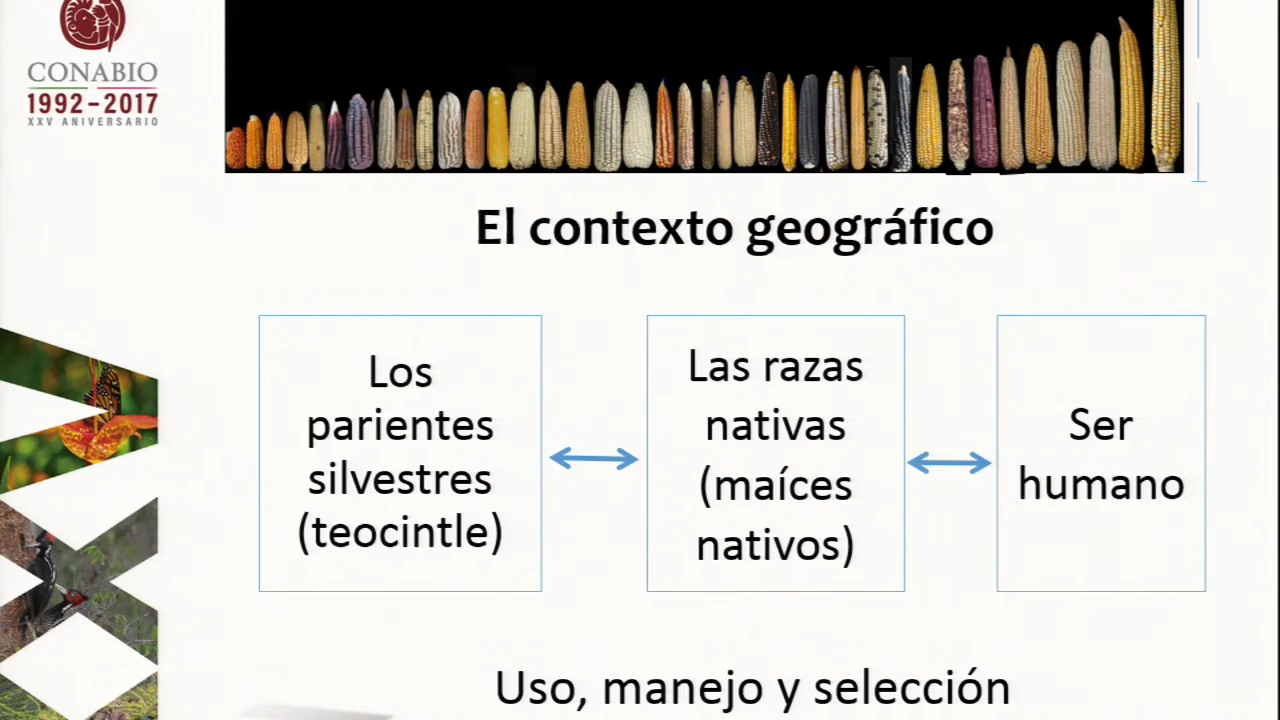 CONABIO
1992-2017
XXV ANIVERSARIO
El contexto geográfico
Los
parientes
silvestres
(teocintle)
Las razas
nativas
(maíces
nativos)
Ser
humano
Uso, manejo y selección